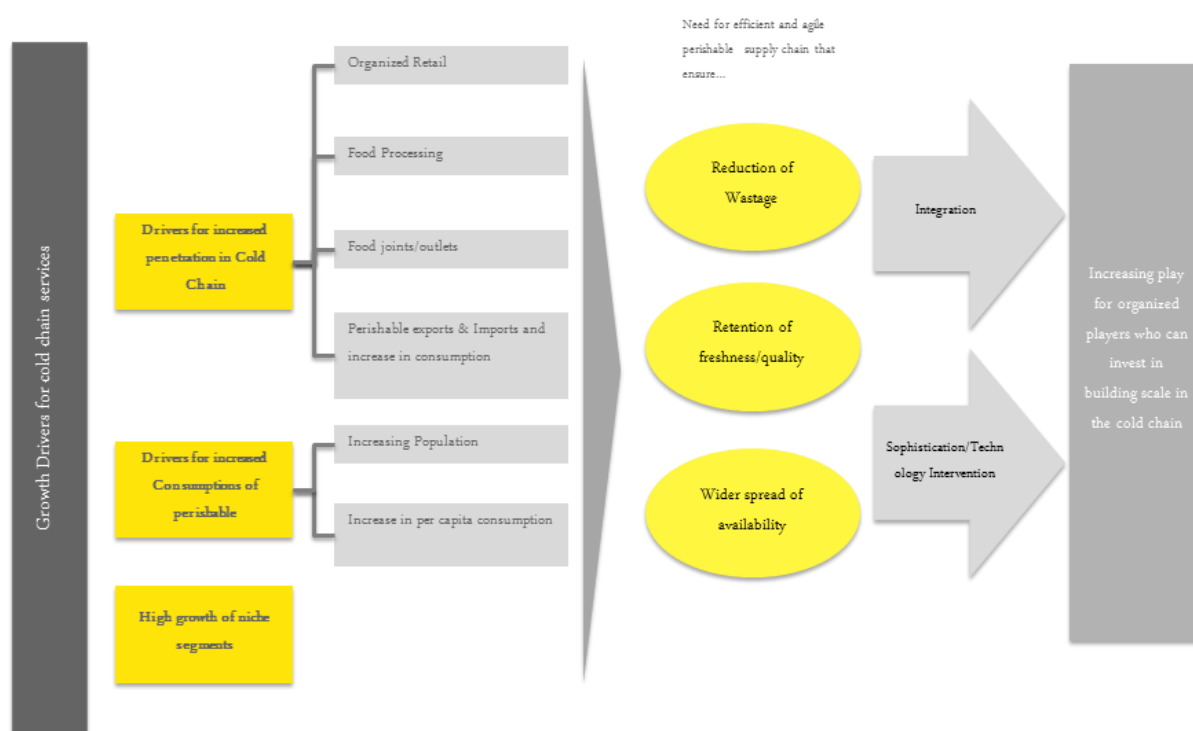 Growth Drivers for cold chain services
Drivers for increased
penetration in Cold
Chain
Organized Retail
Food Processing
Food joints/outlets
Perishable exports & Imports and
increase in consumption
Drivers for increased
Consumptions of
perishable
Increasing Population
Increase in per capita consumption
High growth of niche
segments
Need for efficient and agile
perishable supply chain that
ensure...
Reduction of
Wastage
Retention of
freshness/quality
Wider spread of
availability
Integration
Sophistication/Techn
ology Intervention
Increasing play
for organized
players who can
invest in
building scale in
the cold chain